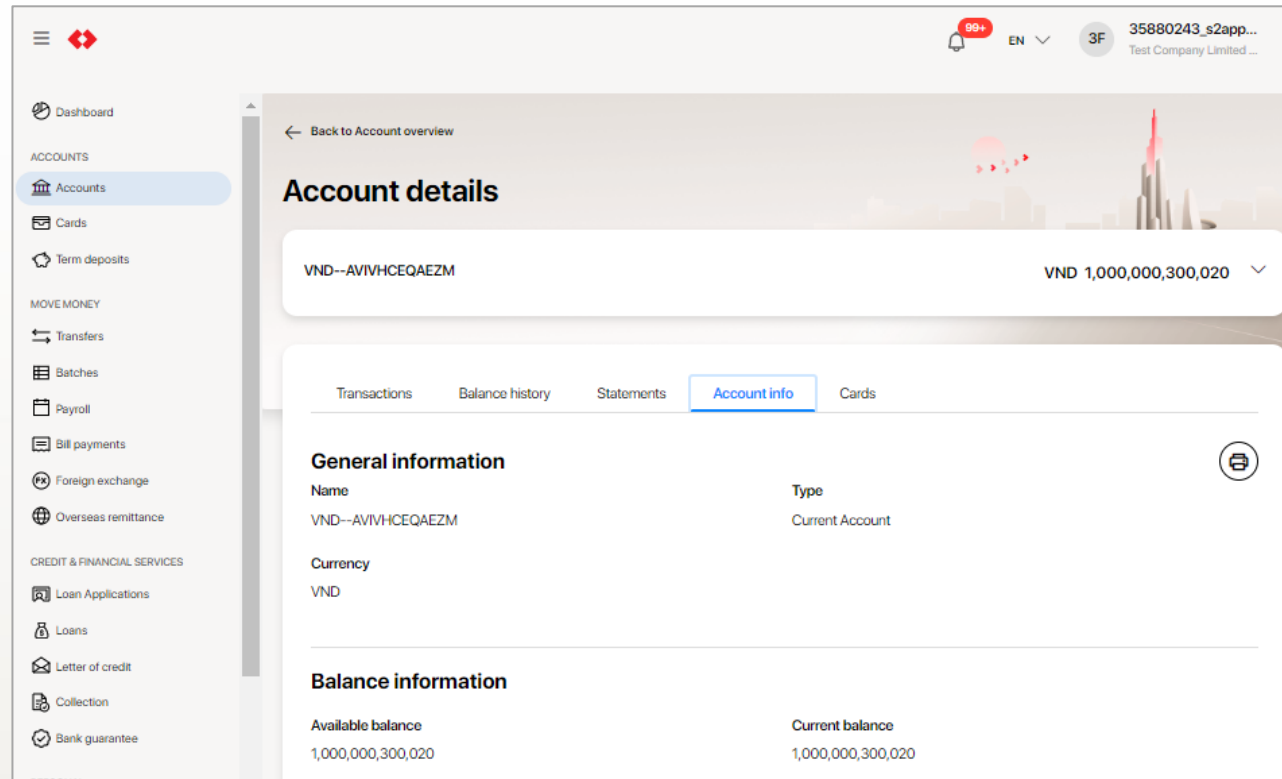 99+
EN
3F
35880243_s2app...
Test Company Limited ...
Dashboard
ACCOUNTS
Accounts
Cards
Term deposits
MOVE MONEY
Transfers
Batches
Payroll
Bill payments
FX
Foreign exchange
Overseas remittance
CREDIT & FINANCIAL SERVICES
Loan Applications
Loans
Letter of credit
Collection
Bank guarantee
Back to Account overview
Account details
VND--AVIVHCEQAEZM
VND 1,000,000,300,020
Transactions Balance history Statements Account info Cards
General information
Name Type
VND--AVIVHCEQAEZM Current Account
Currency
VND
Balance information
Available balance Current balance
1,000,000,300,020 1,000,000,300,020